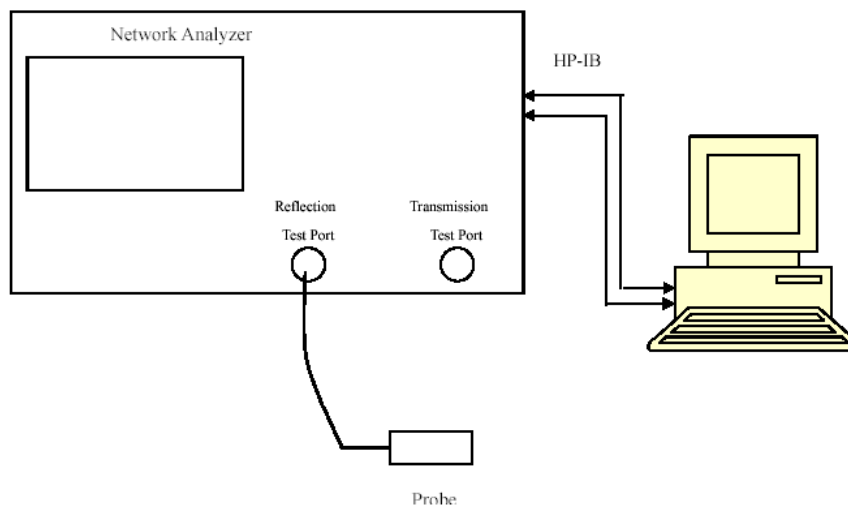 Network Analyzer
HP-IB
Reflection
Test Port
Transmission
Test Port
Probe